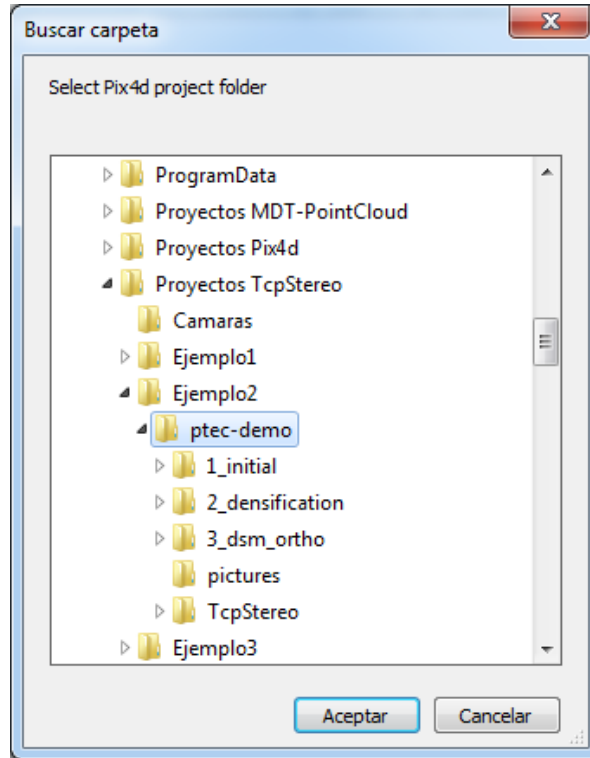 Buscar carpeta
Select Pix4d project folder
ProgramData
Proyectos MDT-PointCloud
Proyectos Pix4d
Proyectos TcpStereo
Camaras
Ejemplo1
Ejemplo2
ptec-demo
1_initial
2_densification
3_dsm_ortho
pictures
TcpStereo
Ejemplo3
Aceptar Cancelar